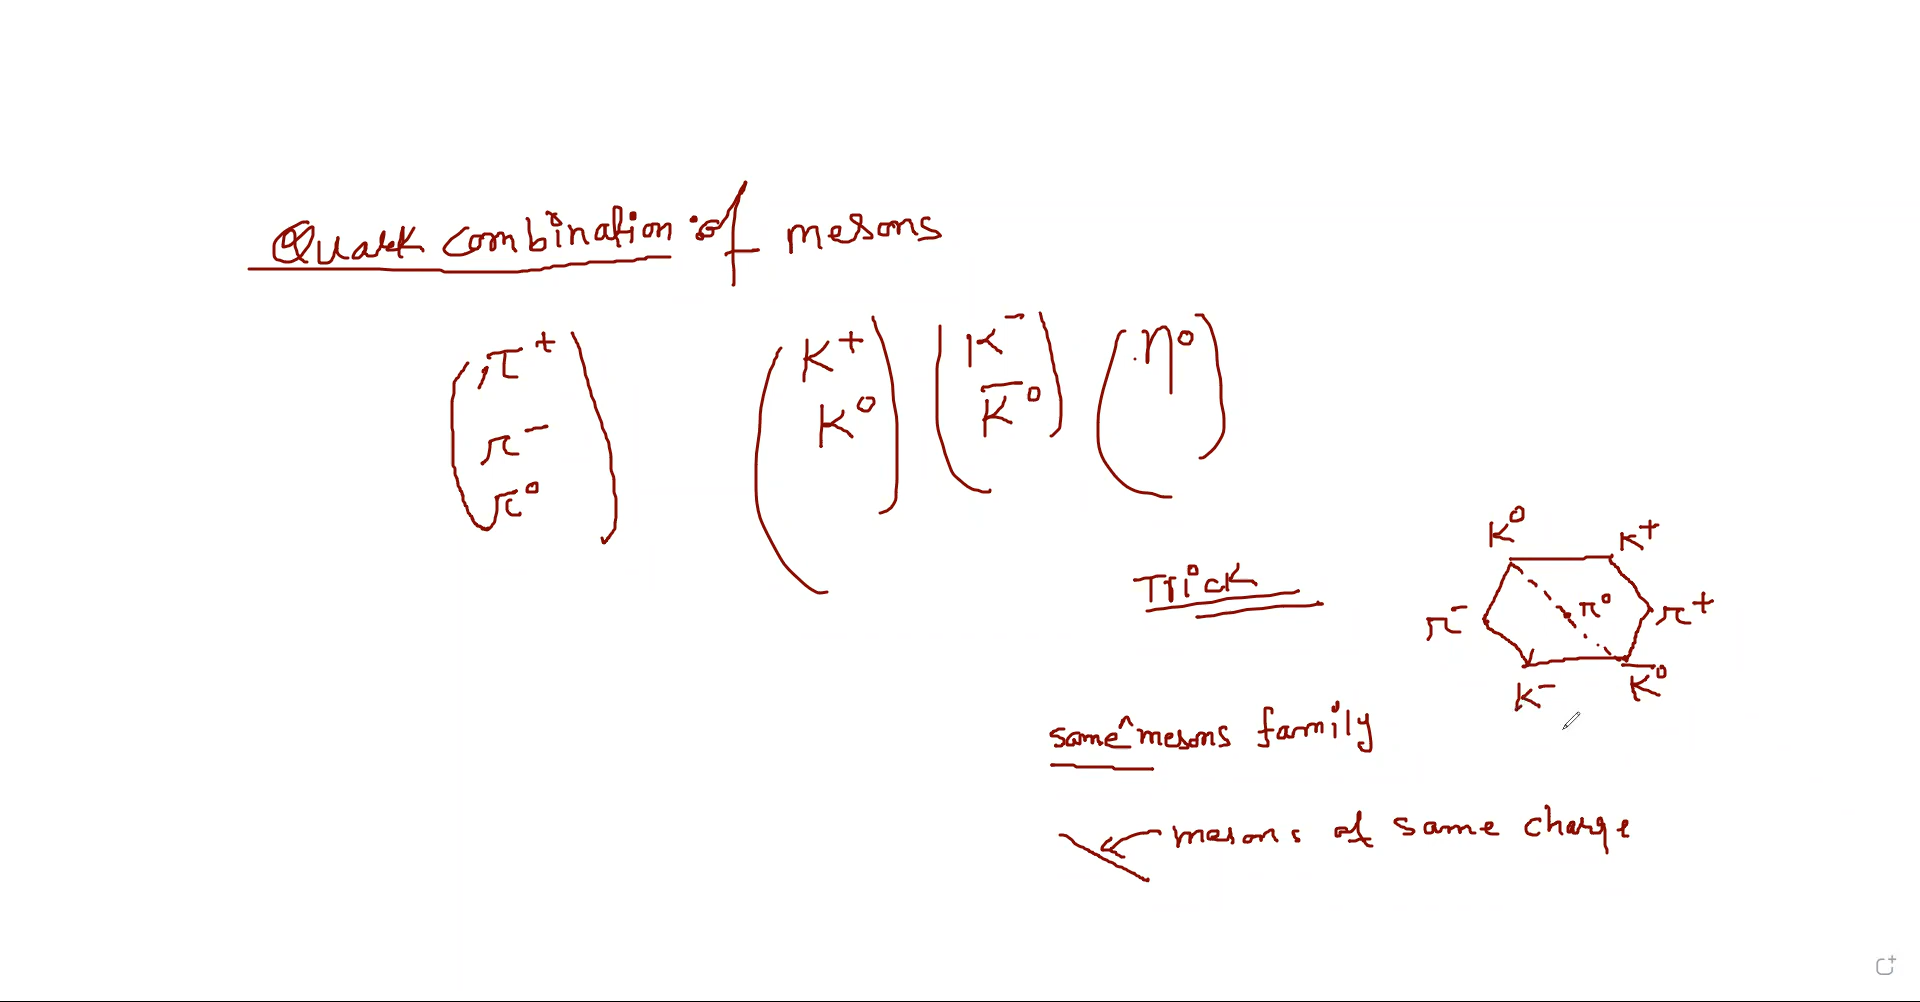 Quark combination of mesons
π⁺ K⁺ K⁻ η⁰
π⁻ K⁰ K̅⁰
π⁰
K⁰ K⁺
Trick
π⁻ π⁰ π⁺
K⁻ K̅⁰
same mesons family
mesons of same charge